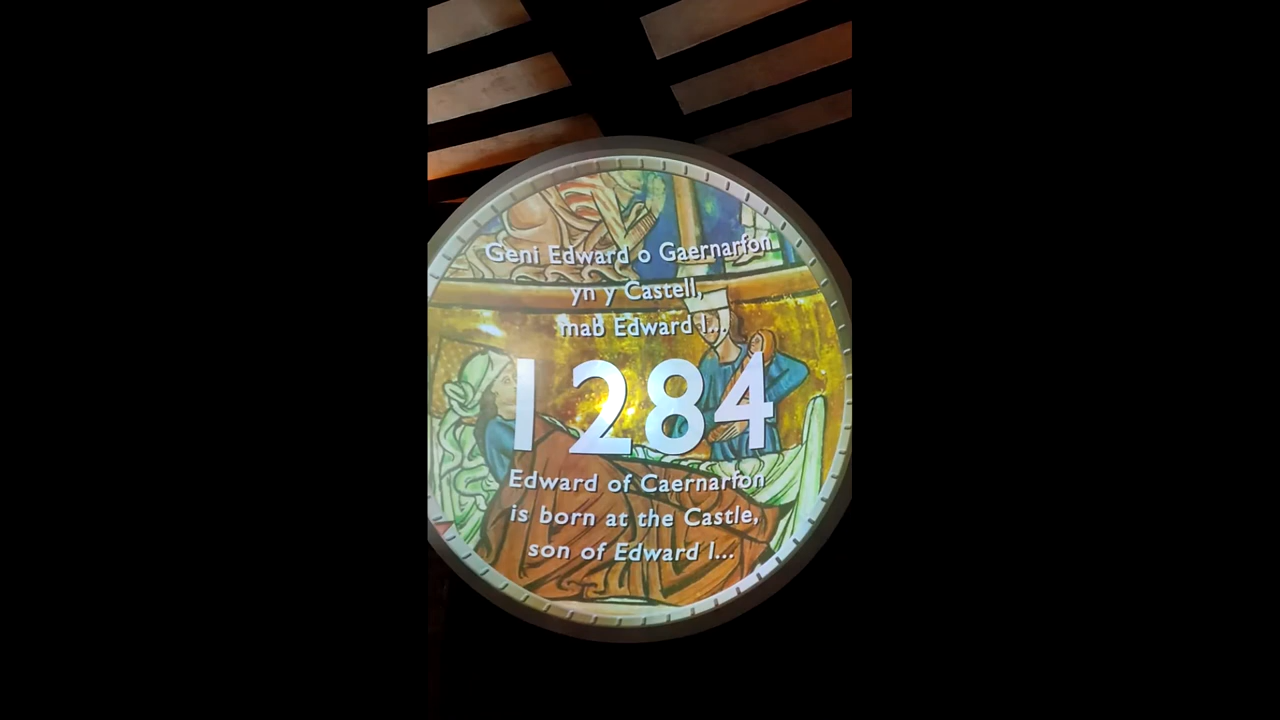 Geni Edward o Gaernarfon
yn y Castell,
mab Edward I...
1284
Edward of Caernarfon
is born at the Castle,
son of Edward I...